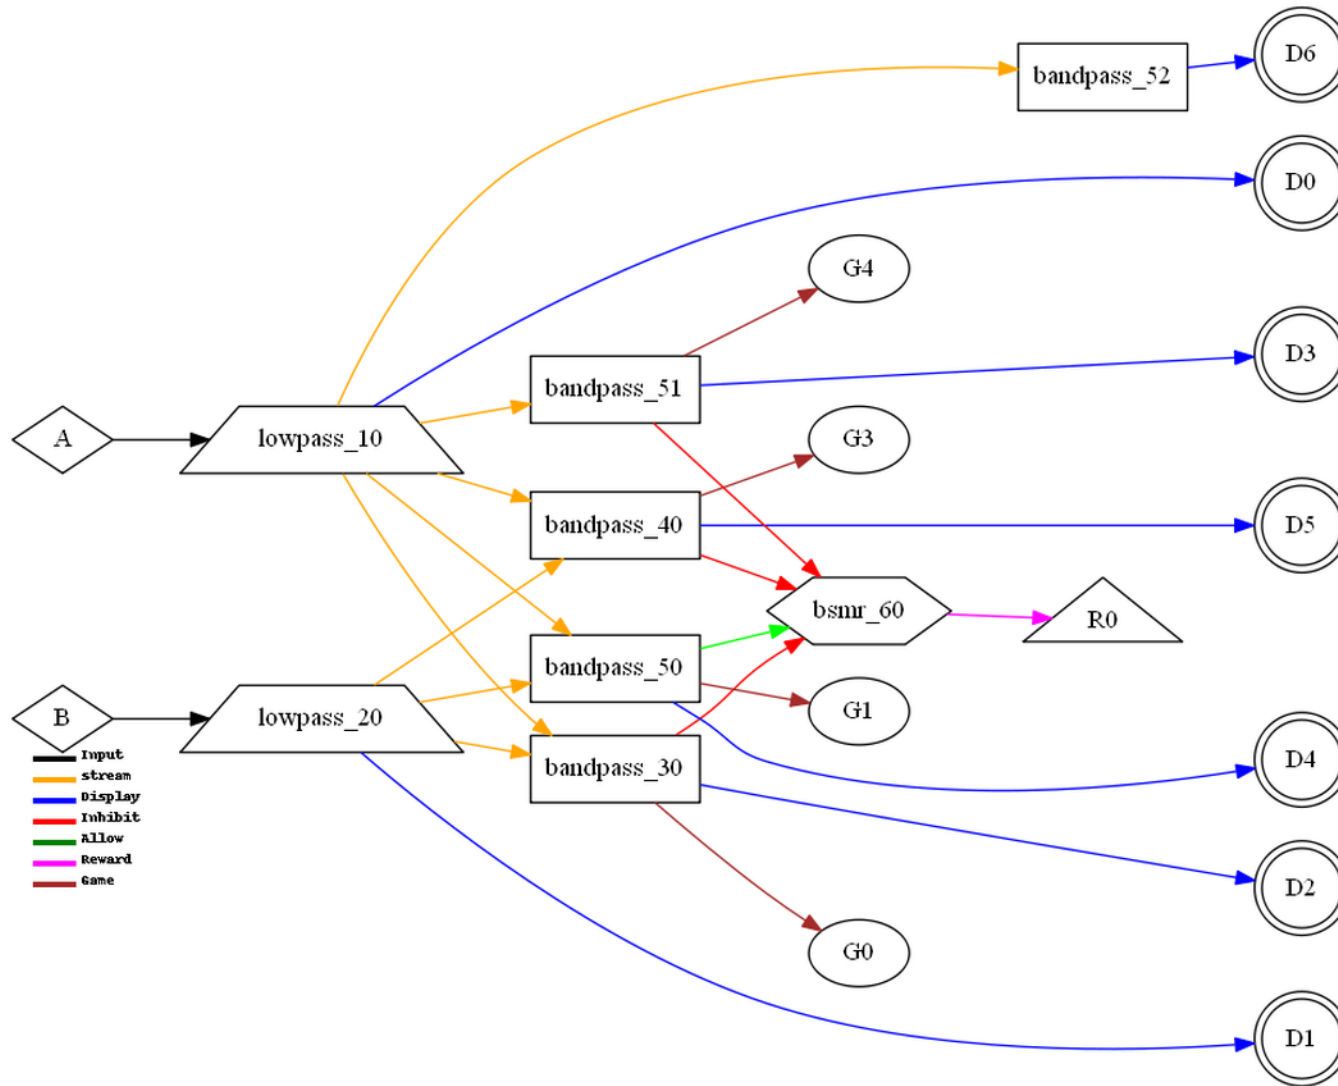 D6
bandpass_52
D0
G4
D3
bandpass_51
A
lowpass_10
G3
bandpass_40
D5
bsmr_60
R0
bandpass_50
B
lowpass_20
G1
Input
stream
Display
Inhibit
Allow
Reward
Game
bandpass_30
D4
D2
G0
D1